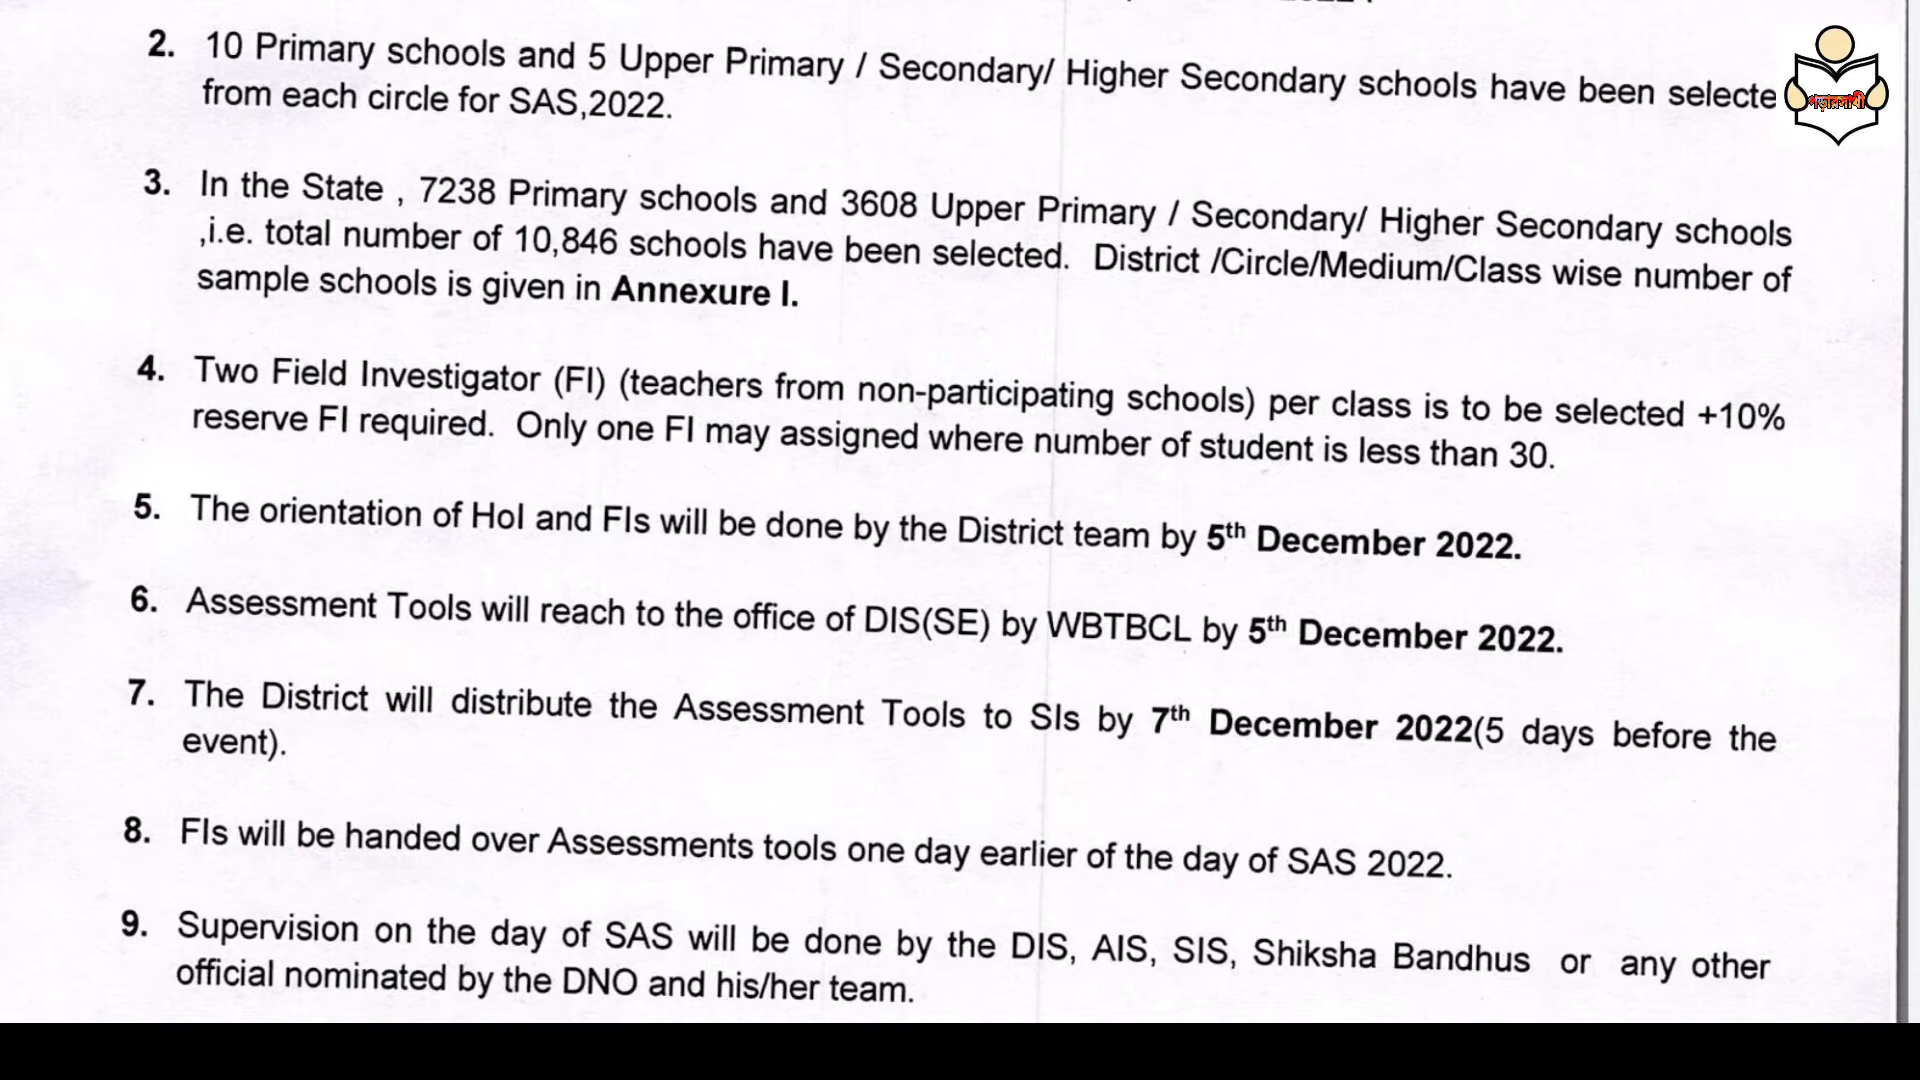 2. 10 Primary schools and 5 Upper Primary / Secondary/ Higher Secondary schools have been selecte
from each circle for SAS,2022.
3. In the State , 7238 Primary schools and 3608 Upper Primary / Secondary/ Higher Secondary schools
,i.e. total number of 10,846 schools have been selected. District /Circle/Medium/Class wise number of
sample schools is given in Annexure I.
4. Two Field Investigator (FI) (teachers from non-participating schools) per class is to be selected +10%
reserve FI required. Only one FI may assigned where number of student is less than 30.
5. The orientation of HoI and FIs will be done by the District team by 5th December 2022.
6. Assessment Tools will reach to the office of DIS(SE) by WBTBCL by 5th December 2022.
7. The District will distribute the Assessment Tools to SIs by 7th December 2022(5 days before the
event).
8. FIs will be handed over Assessments tools one day earlier of the day of SAS 2022.
9. Supervision on the day of SAS will be done by the DIS, AIS, SIS, Shiksha Bandhus or any other
official nominated by the DNO and his/her team.
পড়ারসাথী